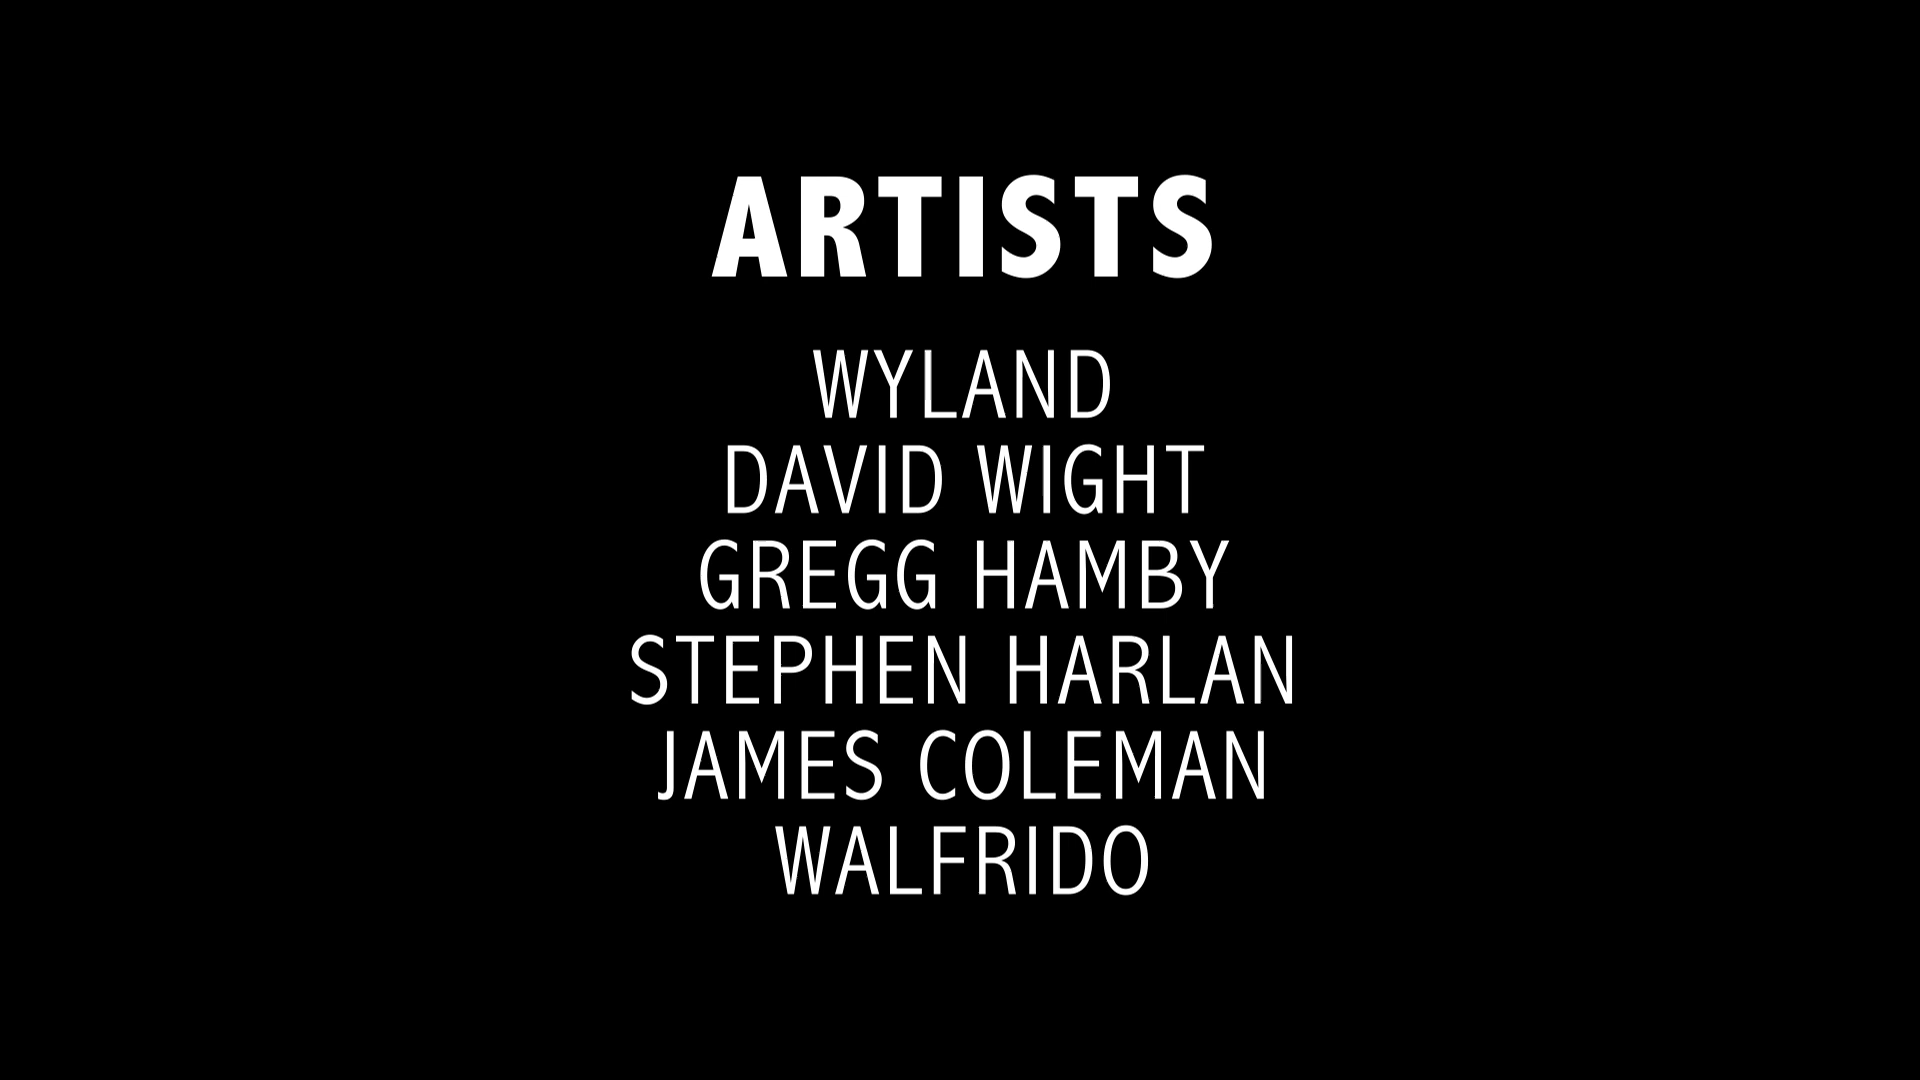 ARTISTS
WYLAND
DAVID WIGHT
GREGG HAMBY
STEPHEN HARLAN
JAMES COLEMAN
WALFRIDO